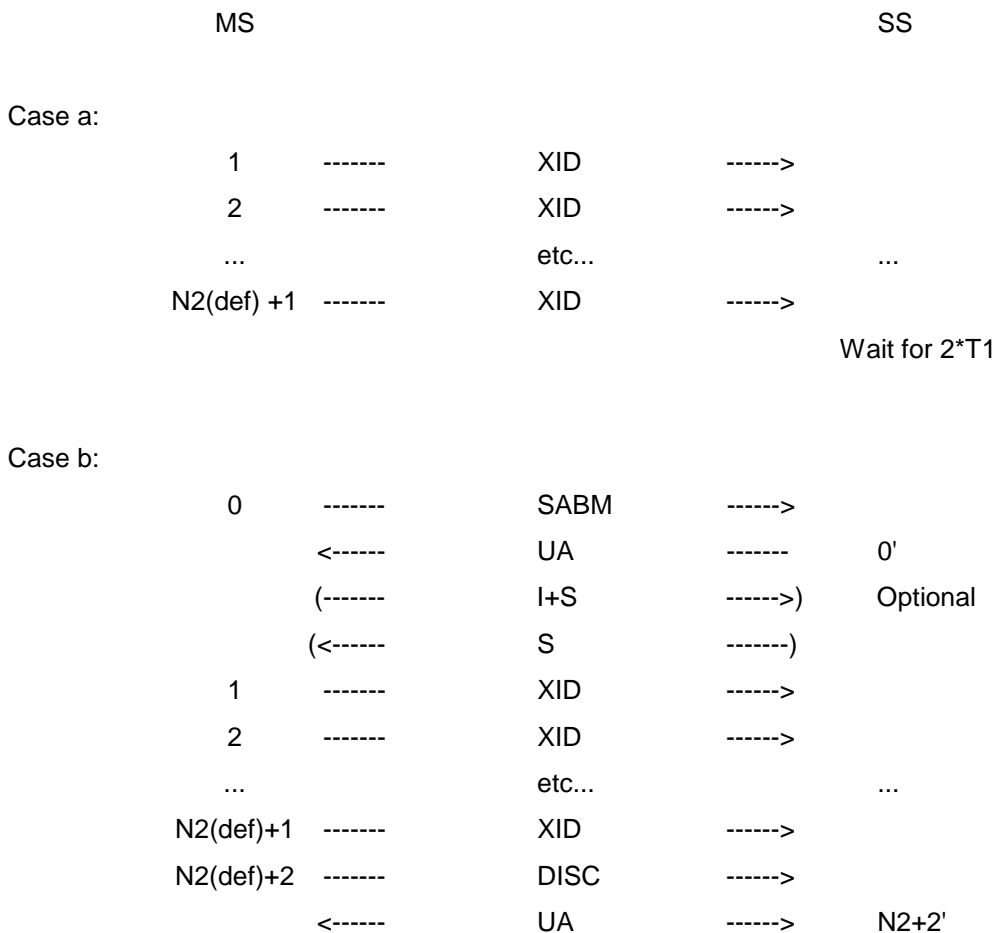 MS SS
Case a:
1 ------- XID ------>
2 ------- XID ------>
... etc... ...
N2(def) +1 ------- XID ------>
Wait for 2*T1
Case b:
0 ------- SABM ------>
<------ UA ------- 0'
(------- I+S ------>) Optional
(<------ S -------)
1 ------- XID ------>
2 ------- XID ------>
... etc... ...
N2(def)+1 ------- XID ------>
N2(def)+2 ------- DISC ------>
<------ UA ------> N2+2'